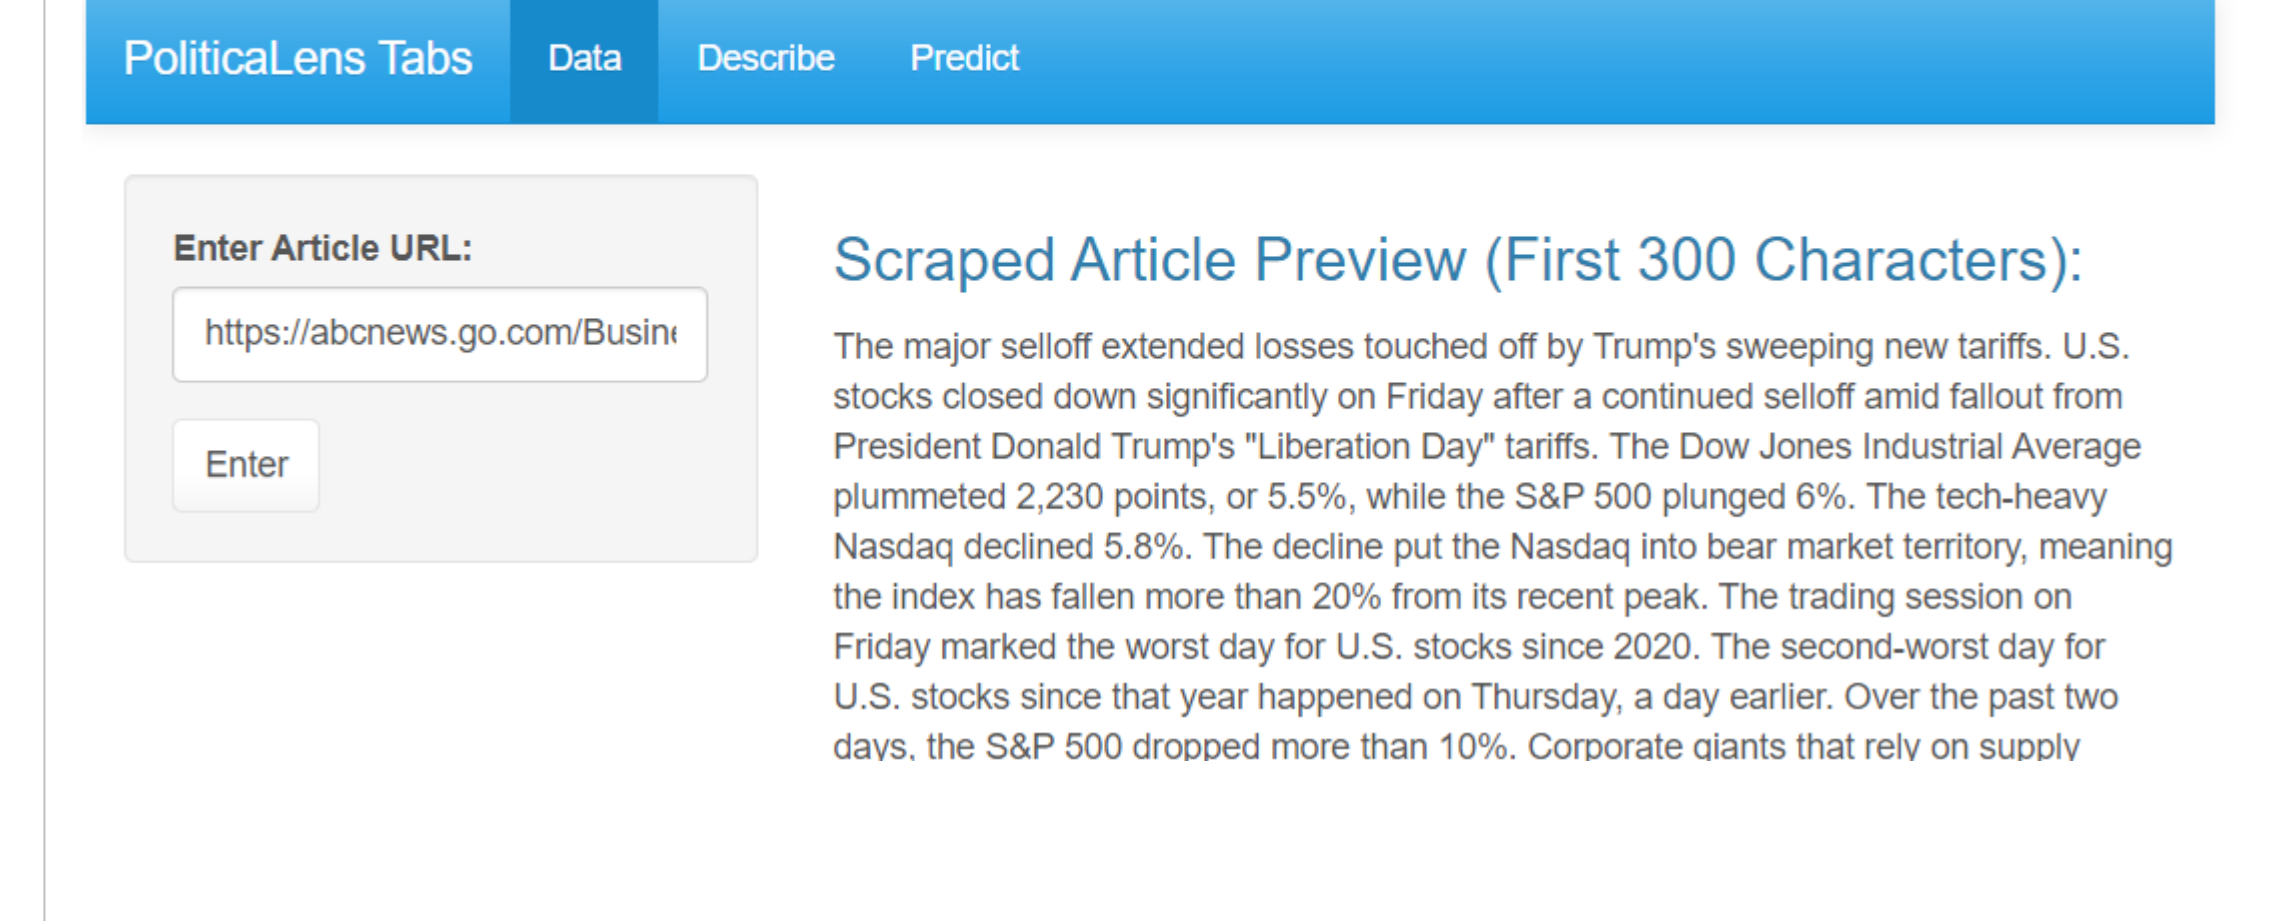 PoliticaLens Tabs Data Describe Predict
Enter Article URL:
https://abcnews.go.com/Busine
Enter
Scraped Article Preview (First 300 Characters):
The major selloff extended losses touched off by Trump's sweeping new tariffs. U.S.
stocks closed down significantly on Friday after a continued selloff amid fallout from
President Donald Trump's "Liberation Day" tariffs. The Dow Jones Industrial Average
plummeted 2,230 points, or 5.5%, while the S&P 500 plunged 6%. The tech-heavy
Nasdaq declined 5.8%. The decline put the Nasdaq into bear market territory, meaning
the index has fallen more than 20% from its recent peak. The trading session on
Friday marked the worst day for U.S. stocks since 2020. The second-worst day for
U.S. stocks since that year happened on Thursday, a day earlier. Over the past two
days, the S&P 500 dropped more than 10%. Corporate giants that rely on supply